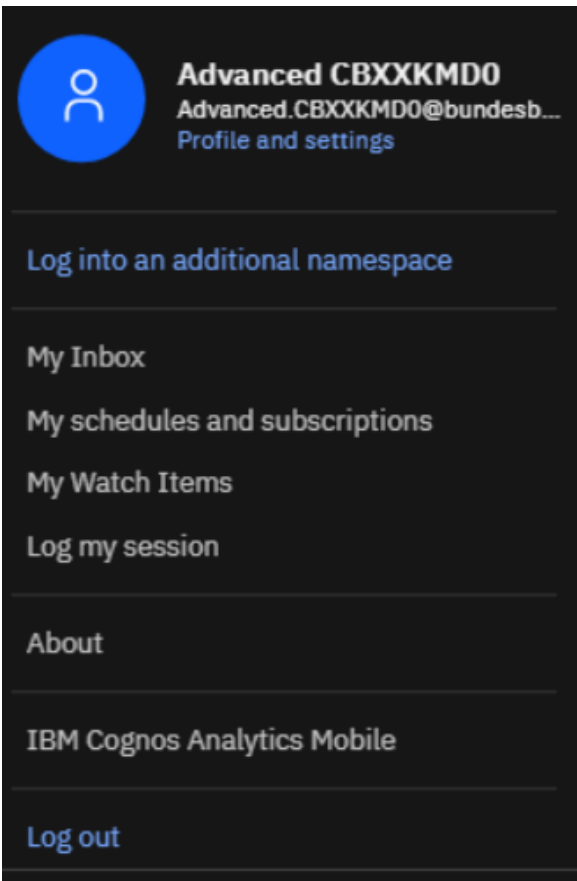 Advanced CBXXKMD0
Advanced.CBXXKMD0@bundesb...
Profile and settings
Log into an additional namespace
My Inbox
My schedules and subscriptions
My Watch Items
Log my session
About
IBM Cognos Analytics Mobile
Log out